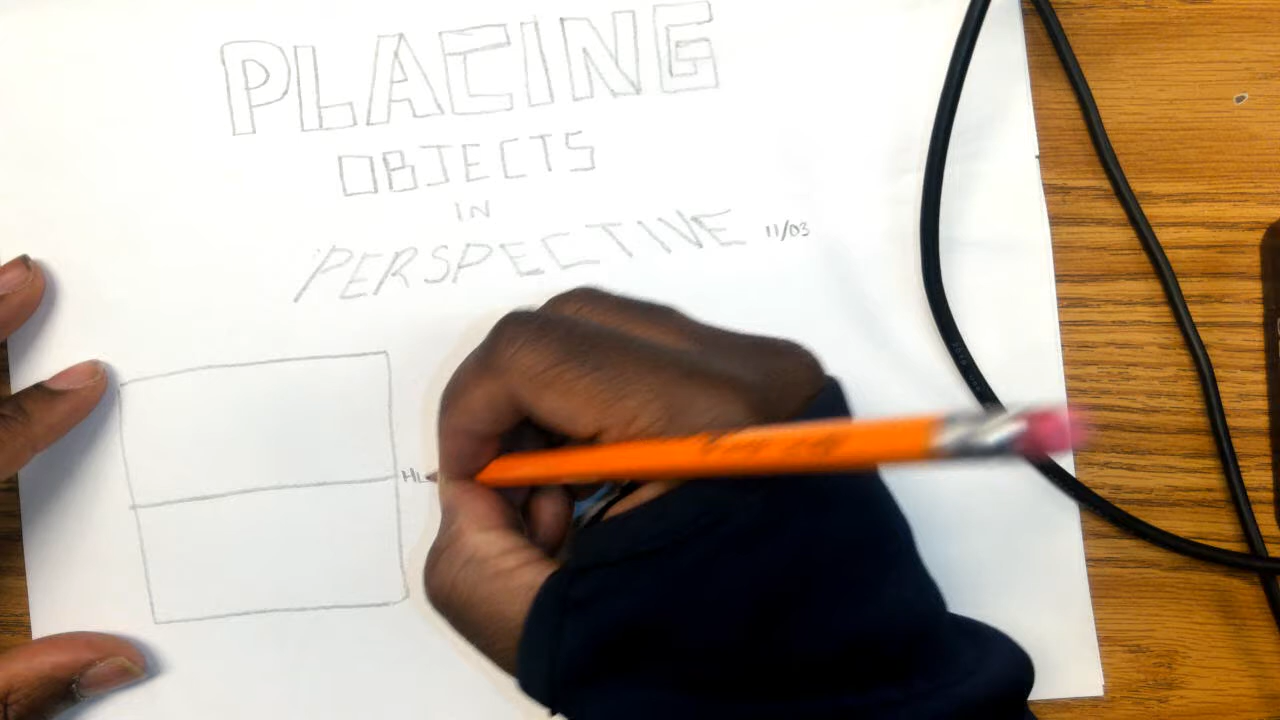 PLACING
OBJECTS
IN
PERSPECTIVE 11/03
HL